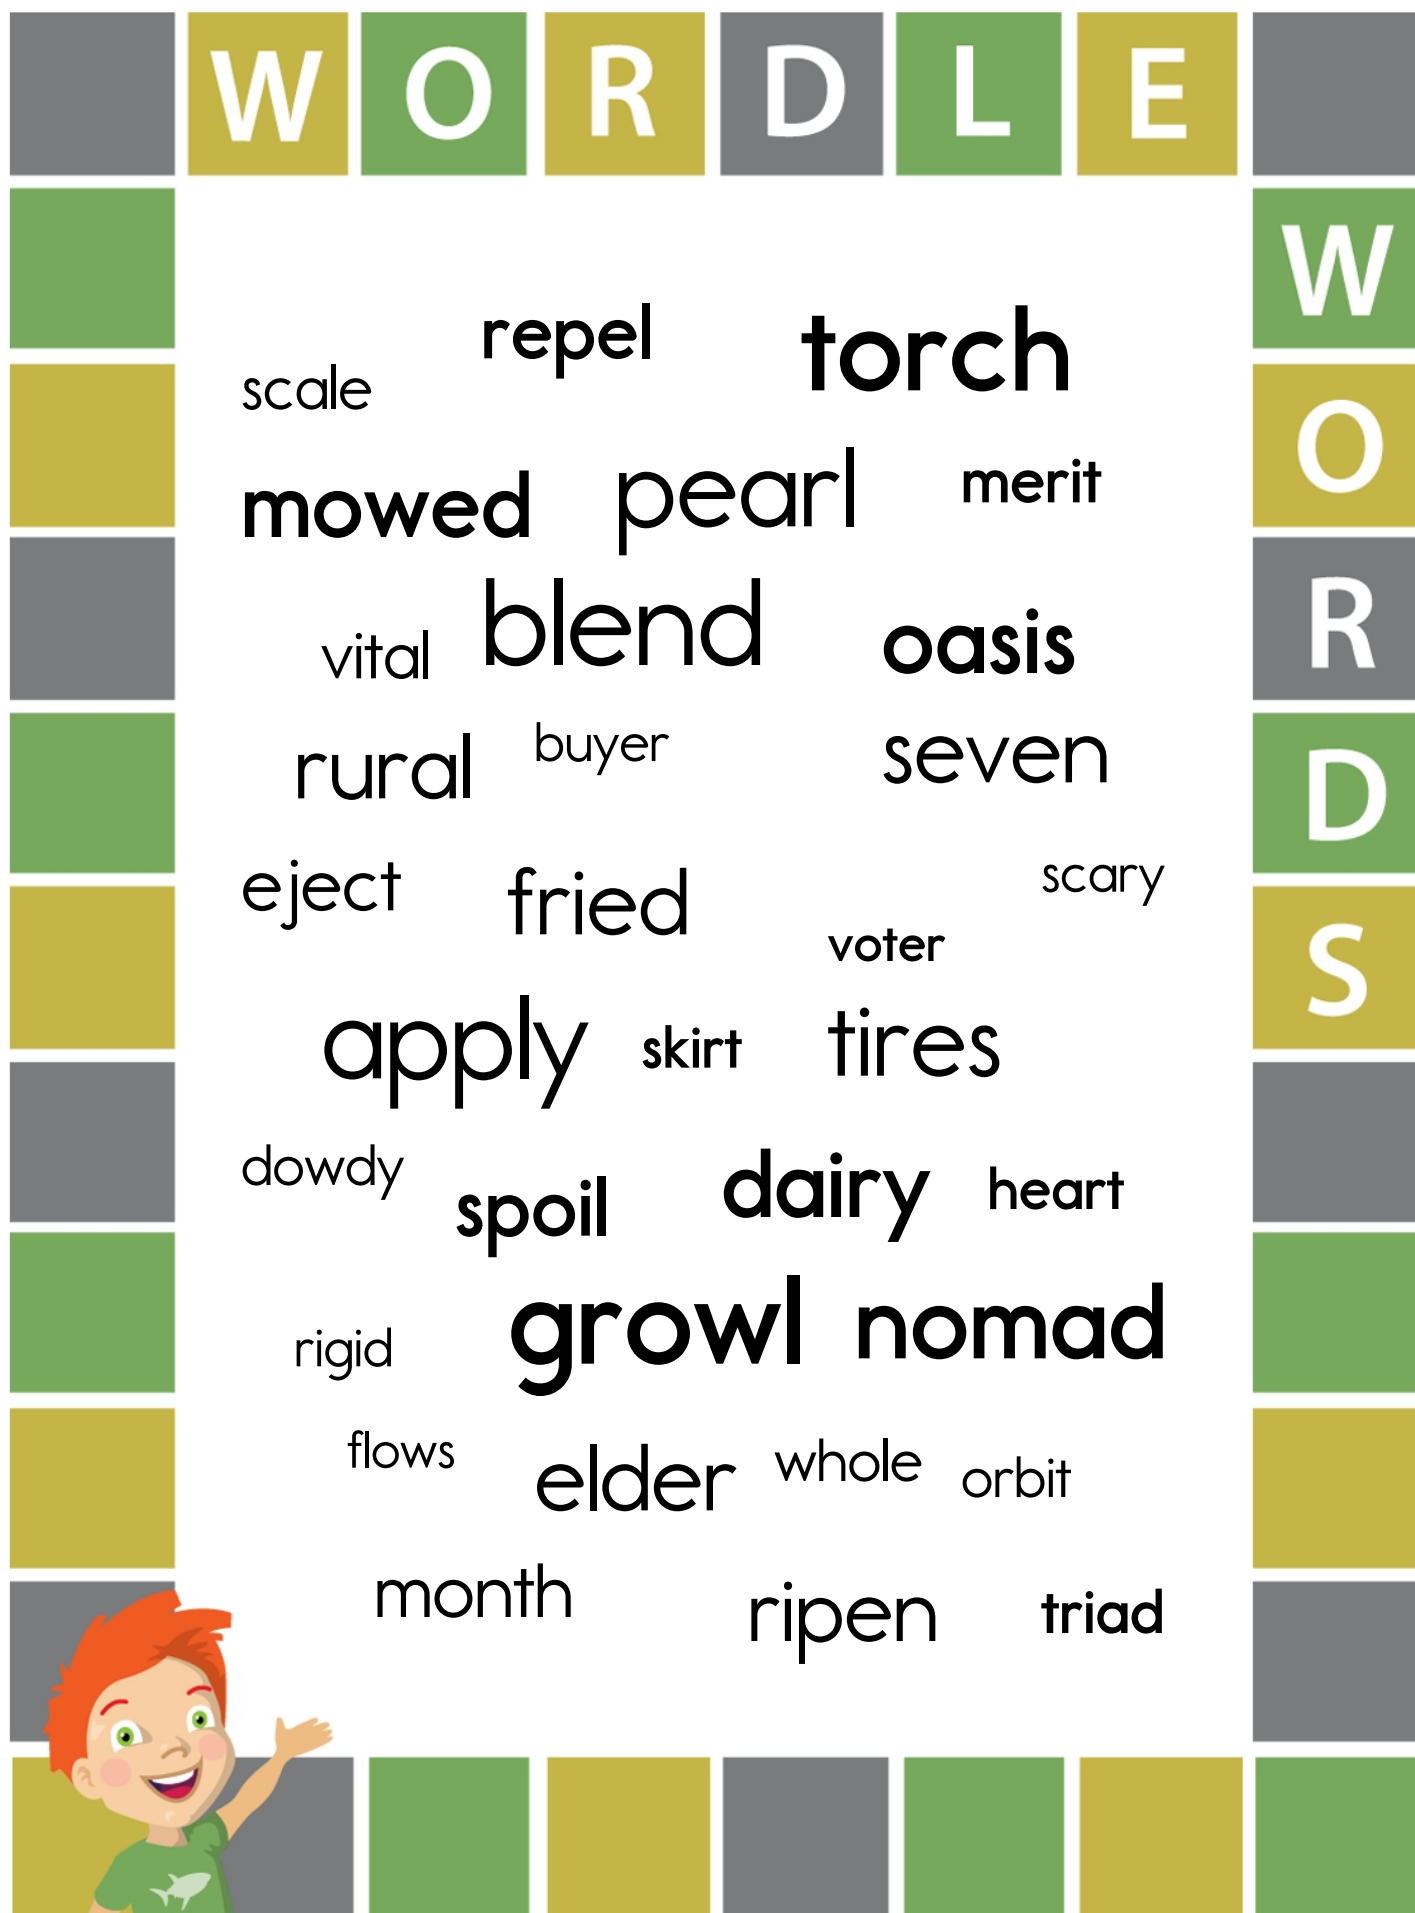 WORDLE
WORDS
repel torch
scale
mowed pearl merit
vital blend oasis
rural buyer seven
eject fried scary
voter
apply skirt tires
dowdy spoil dairy heart
rigid growl nomad
flows elder whole orbit
month ripen triad